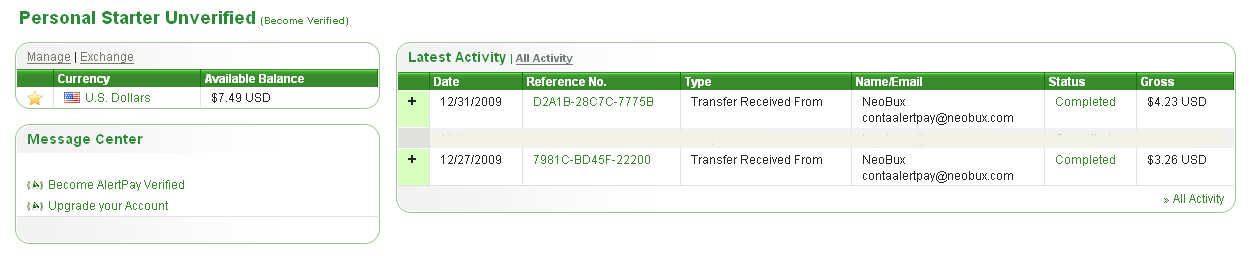 Personal Starter Unverified (Become Verified)
Manage | Exchange
Currency Available Balance
U.S. Dollars $7.49 USD
Message Center
Become AlertPay Verified
Upgrade your Account
Latest Activity | All Activity
Date Reference No. Type Name/Email Status Gross
+ 12/31/2009 D2A1B-28C7C-7775B Transfer Received From NeoBux Completed $4.23 USD
contaalertpay@neobux.com
+ 12/27/2009 7981C-BD45F-22200 Transfer Received From NeoBux Completed $3.26 USD
contaalertpay@neobux.com
» All Activity